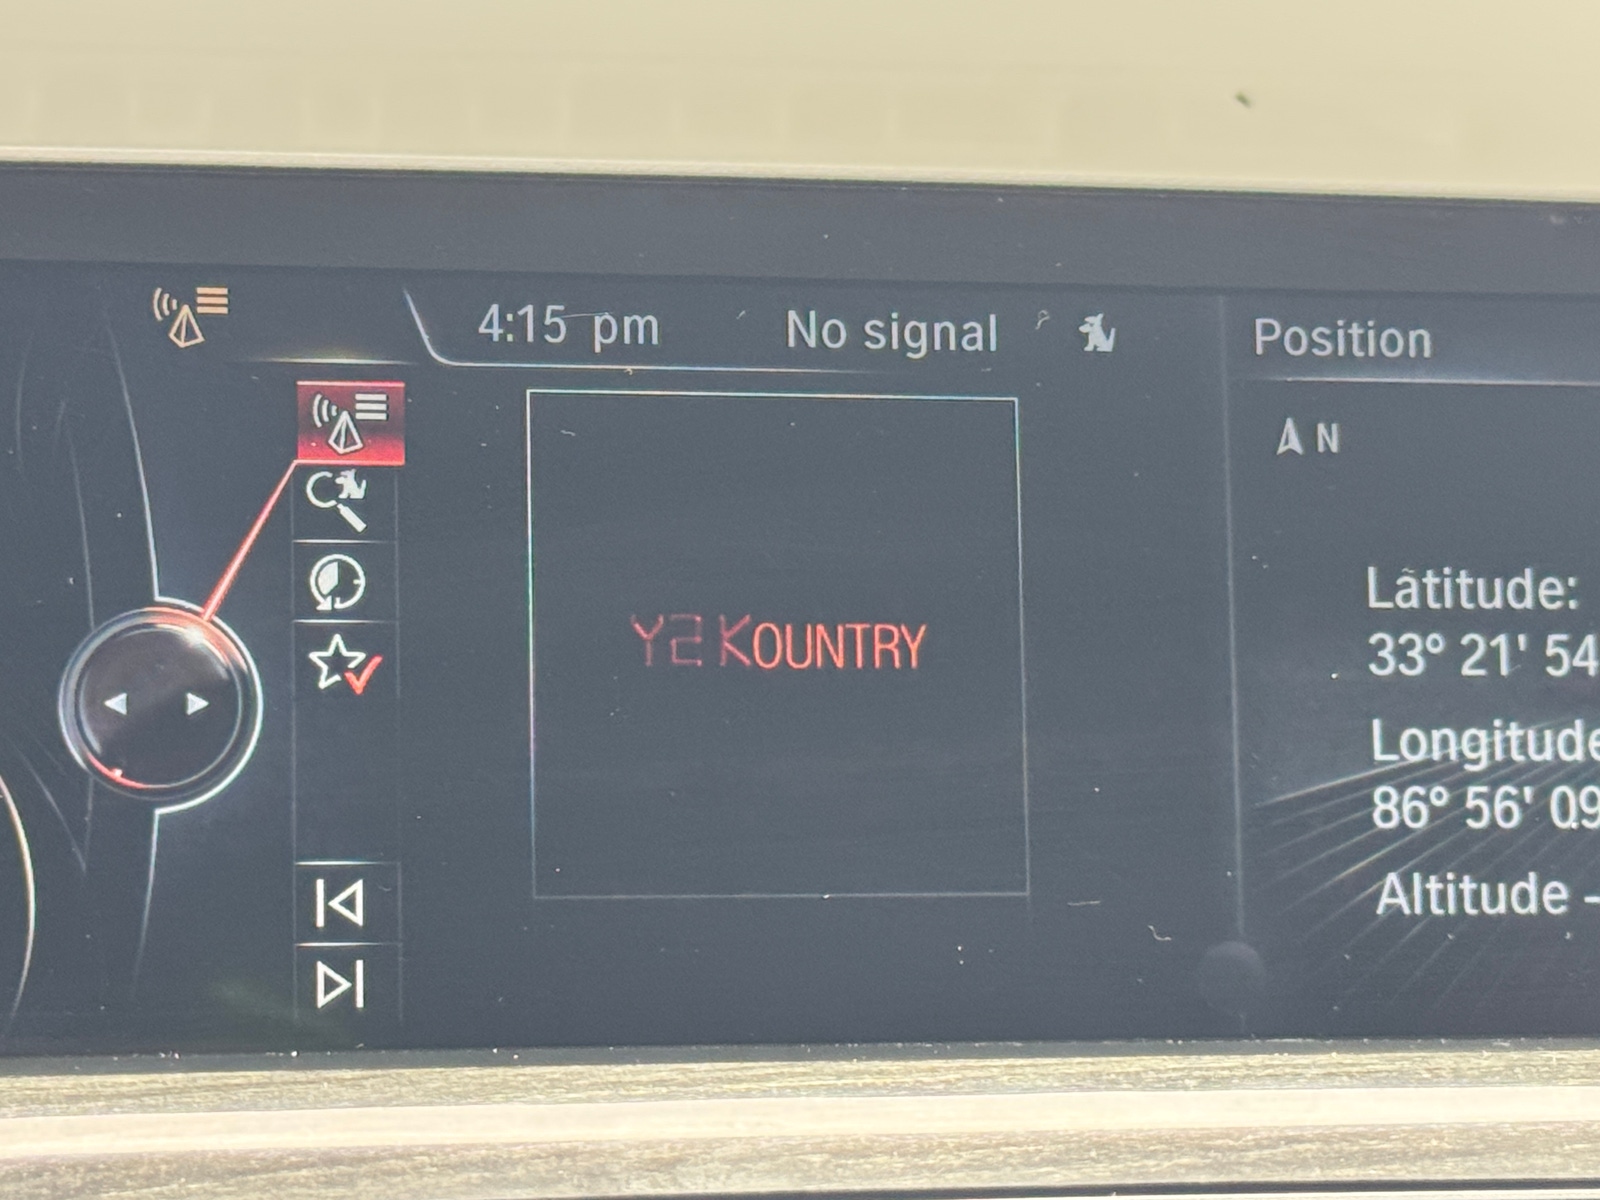 4:15 pm
No signal
Position
N
Y2 KOUNTRY
Latitude:
33° 21' 54
Longitude
86° 56' 09
Altitude -